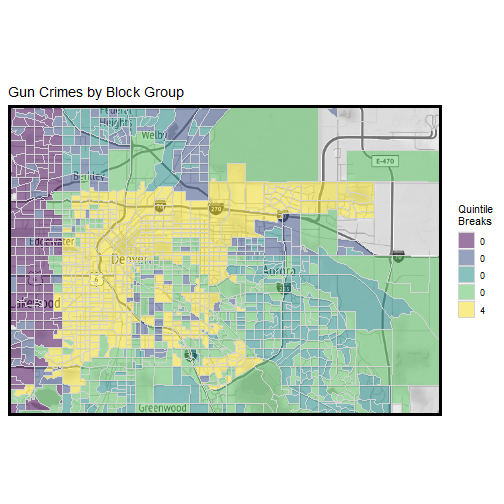 Gun Crimes by Block Group
Federal
Heights
Welby
E-470
Berkley
270
Edgewater
Denver
Aurora
6
Lakewood
Greenwood
Quintile
Breaks
0
0
0
0
4